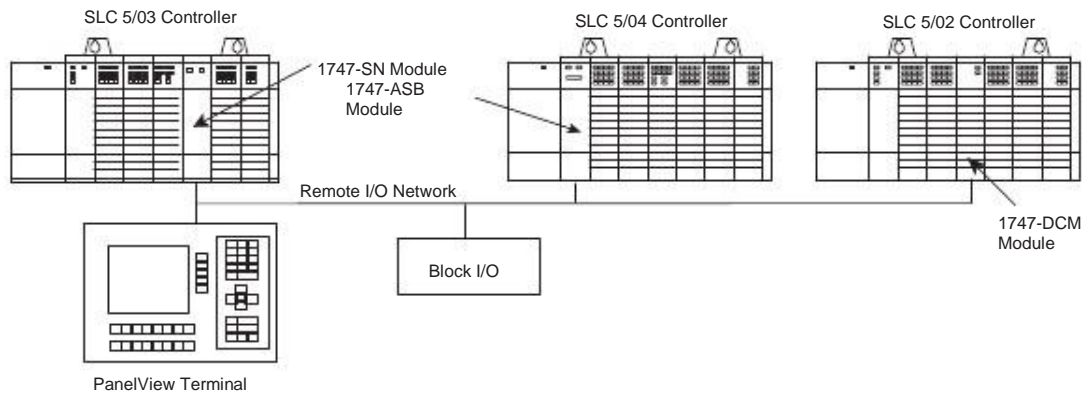 SLC 5/03 Controller
SLC 5/04 Controller
SLC 5/02 Controller
1747-SN Module
1747-ASB
Module
Remote I/O Network
1747-DCM
Module
Block I/O
PanelView Terminal